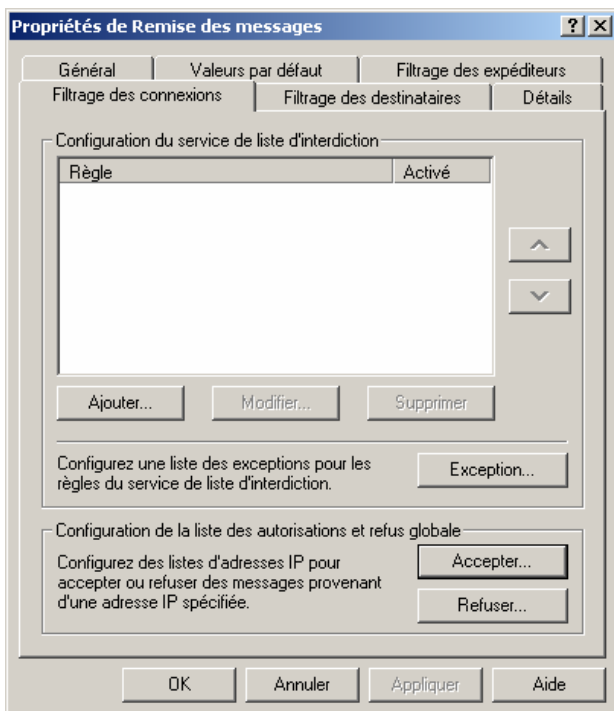 Propriétés de Remise des messages
Général Valeurs par défaut Filtrage des expéditeurs
Filtrage des connexions Filtrage des destinataires Détails
Configuration du service de liste d'interdiction
Règle Activé
Ajouter... Modifier... Supprimer
Configurez une liste des exceptions pour les
règles du service de liste d'interdiction.
Exception...
Configuration de la liste des autorisations et refus globale
Configurez des listes d'adresses IP pour
accepter ou refuser des messages provenant
d'une adresse IP spécifiée.
Accepter...
Refuser...
OK Annuler Appliquer Aide